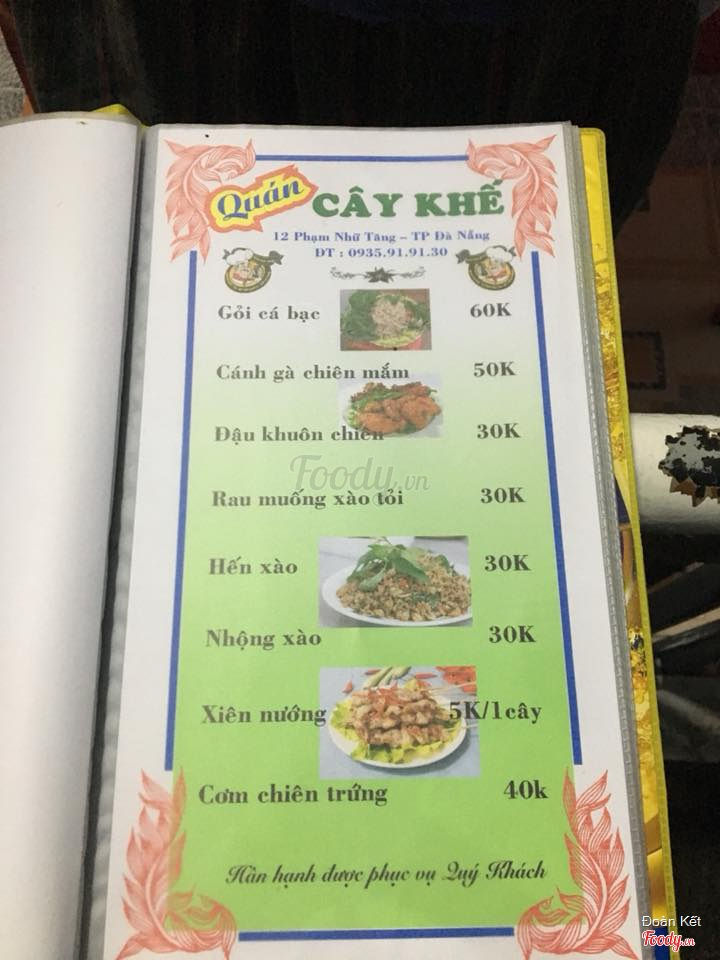 Quán CÂY KHẾ
12 Phạm Nhữ Tăng – TP Đà Nẵng
ĐT : 0935.91.91.30
Gỏi cá bạc 60K
Cánh gà chiên mắm 50K
Đậu khuôn chiên 30K
Foody.vn
Rau muống xào tỏi 30K
Hến xào 30K
Nhộng xào 30K
Xiên nướng 5K/1cây
Cơm chiên trứng 40k
Hân hạnh được phục vụ Quý Khách
Đoàn Kết
Foody.vn